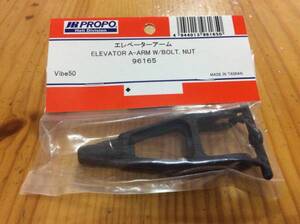 JR PROPO
Heli Division
エレベーターアーム
ELEVATOR A-ARM W/BOLT, NUT
96165
Vibe50
MADE IN TAIWAN